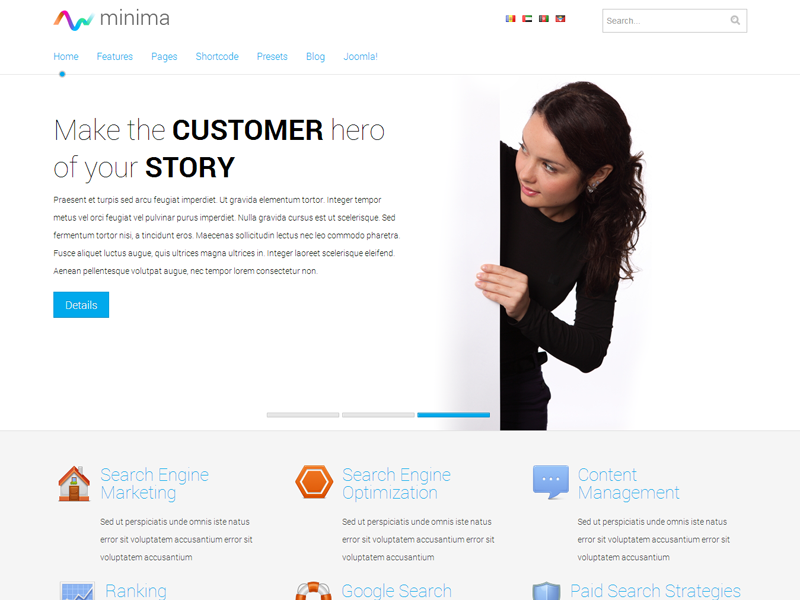 minima
Search...
Home Features Pages Shortcode Presets Blog Joomla!
Make the CUSTOMER hero
of your STORY
Praesent et turpis sed arcu feugiat imperdiet. Ut gravida elementum tortor. Integer tempor
metus vel orci feugiat vel pulvinar purus imperdiet. Nulla gravida cursus est ut scelerisque. Sed
fermentum tortor nisi, a tincidunt eros. Maecenas sollicitudin lectus nec leo commodo pharetra.
Fusce aliquet luctus augue, quis ultrices magna ultrices in. Integer laoreet scelerisque eleifend.
Aenean pellentesque volutpat augue, nec tempor lorem consectetur non.
Details
Search Engine
Marketing
Sed ut perspiciatis unde omnis iste natus
error sit voluptatem accusantium error sit
voluptatem accusantium
Search Engine
Optimization
Sed ut perspiciatis unde omnis iste natus
error sit voluptatem accusantium error sit
voluptatem accusantium
Content
Management
Sed ut perspiciatis unde omnis iste natus
error sit voluptatem accusantium error sit
voluptatem accusantium
Ranking
Google Search
Paid Search Strategies